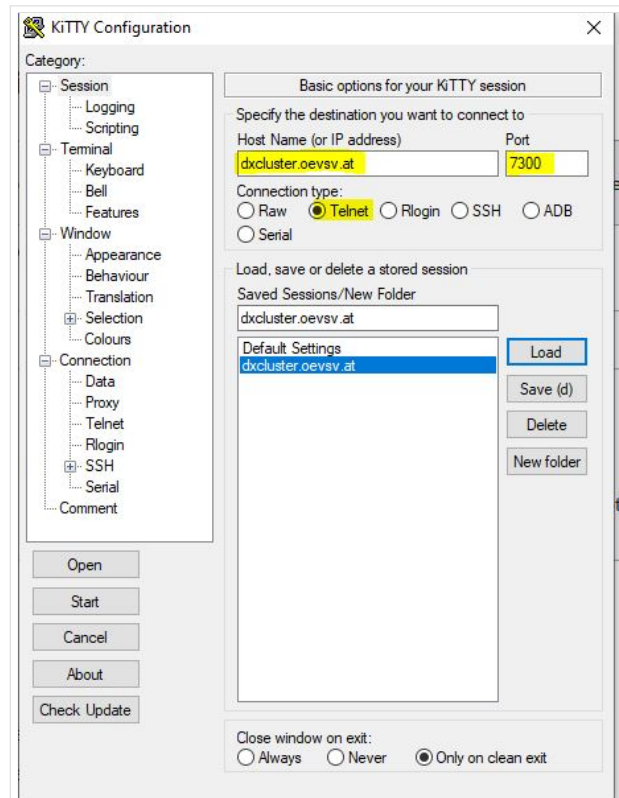 KiTTY Configuration
Category:
Session
Logging
Scripting
Terminal
Keyboard
Bell
Features
Window
Appearance
Behaviour
Translation
Selection
Colours
Connection
Data
Proxy
Telnet
Rlogin
SSH
Serial
Comment
Open
Start
Cancel
About
Check Update
Basic options for your KiTTY session
Specify the destination you want to connect to
Host Name (or IP address) Port
dxcluster.oevsv.at 7300
Connection type:
Raw Telnet Rlogin SSH ADB
Serial
Load, save or delete a stored session
Saved Sessions/New Folder
dxcluster.oevsv.at
Default Settings
dxcluster.oevsv.at
Load
Save (d)
Delete
New folder
Close window on exit:
Always Never Only on clean exit